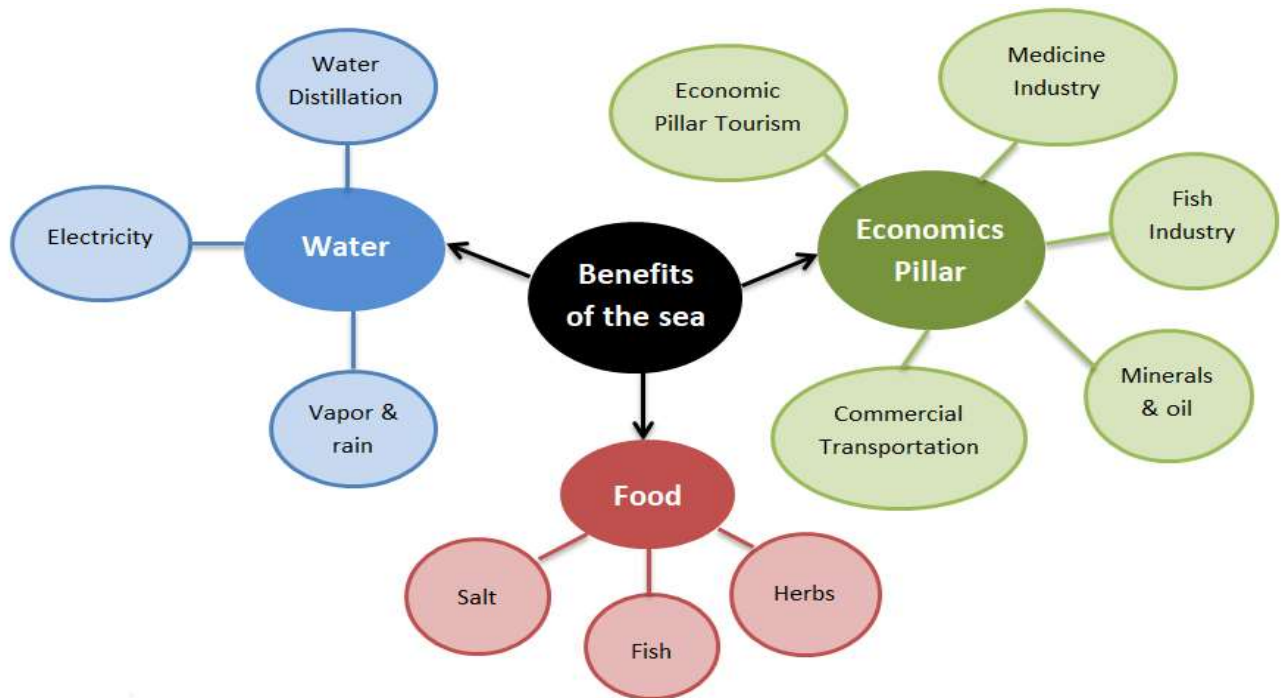 Water
Distillation
Electricity
Water
Vapor &
rain
Benefits
of the sea
Economic
Pillar Tourism
Medicine
Industry
Economics
Pillar
Fish
Industry
Minerals
& oil
Commercial
Transportation
Food
Salt
Fish
Herbs